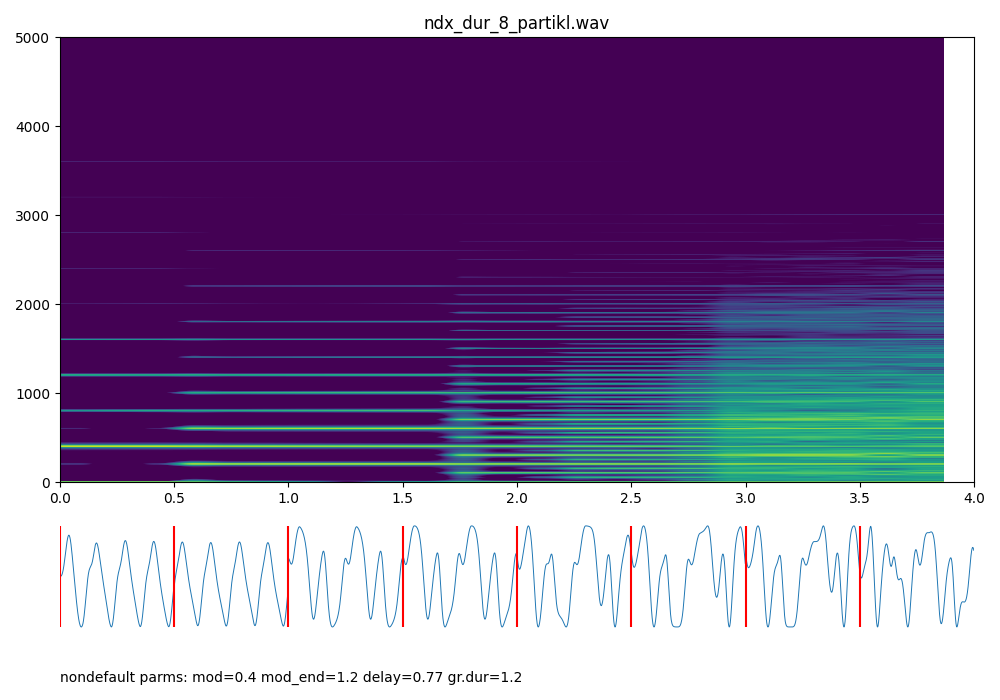 ndx_dur_8_partikl.wav
5000
4000
3000
2000
1000
0
0.0 0.5 1.0 1.5 2.0 2.5 3.0 3.5 4.0
nondefault parms: mod=0.4 mod_end=1.2 delay=0.77 gr.dur=1.2